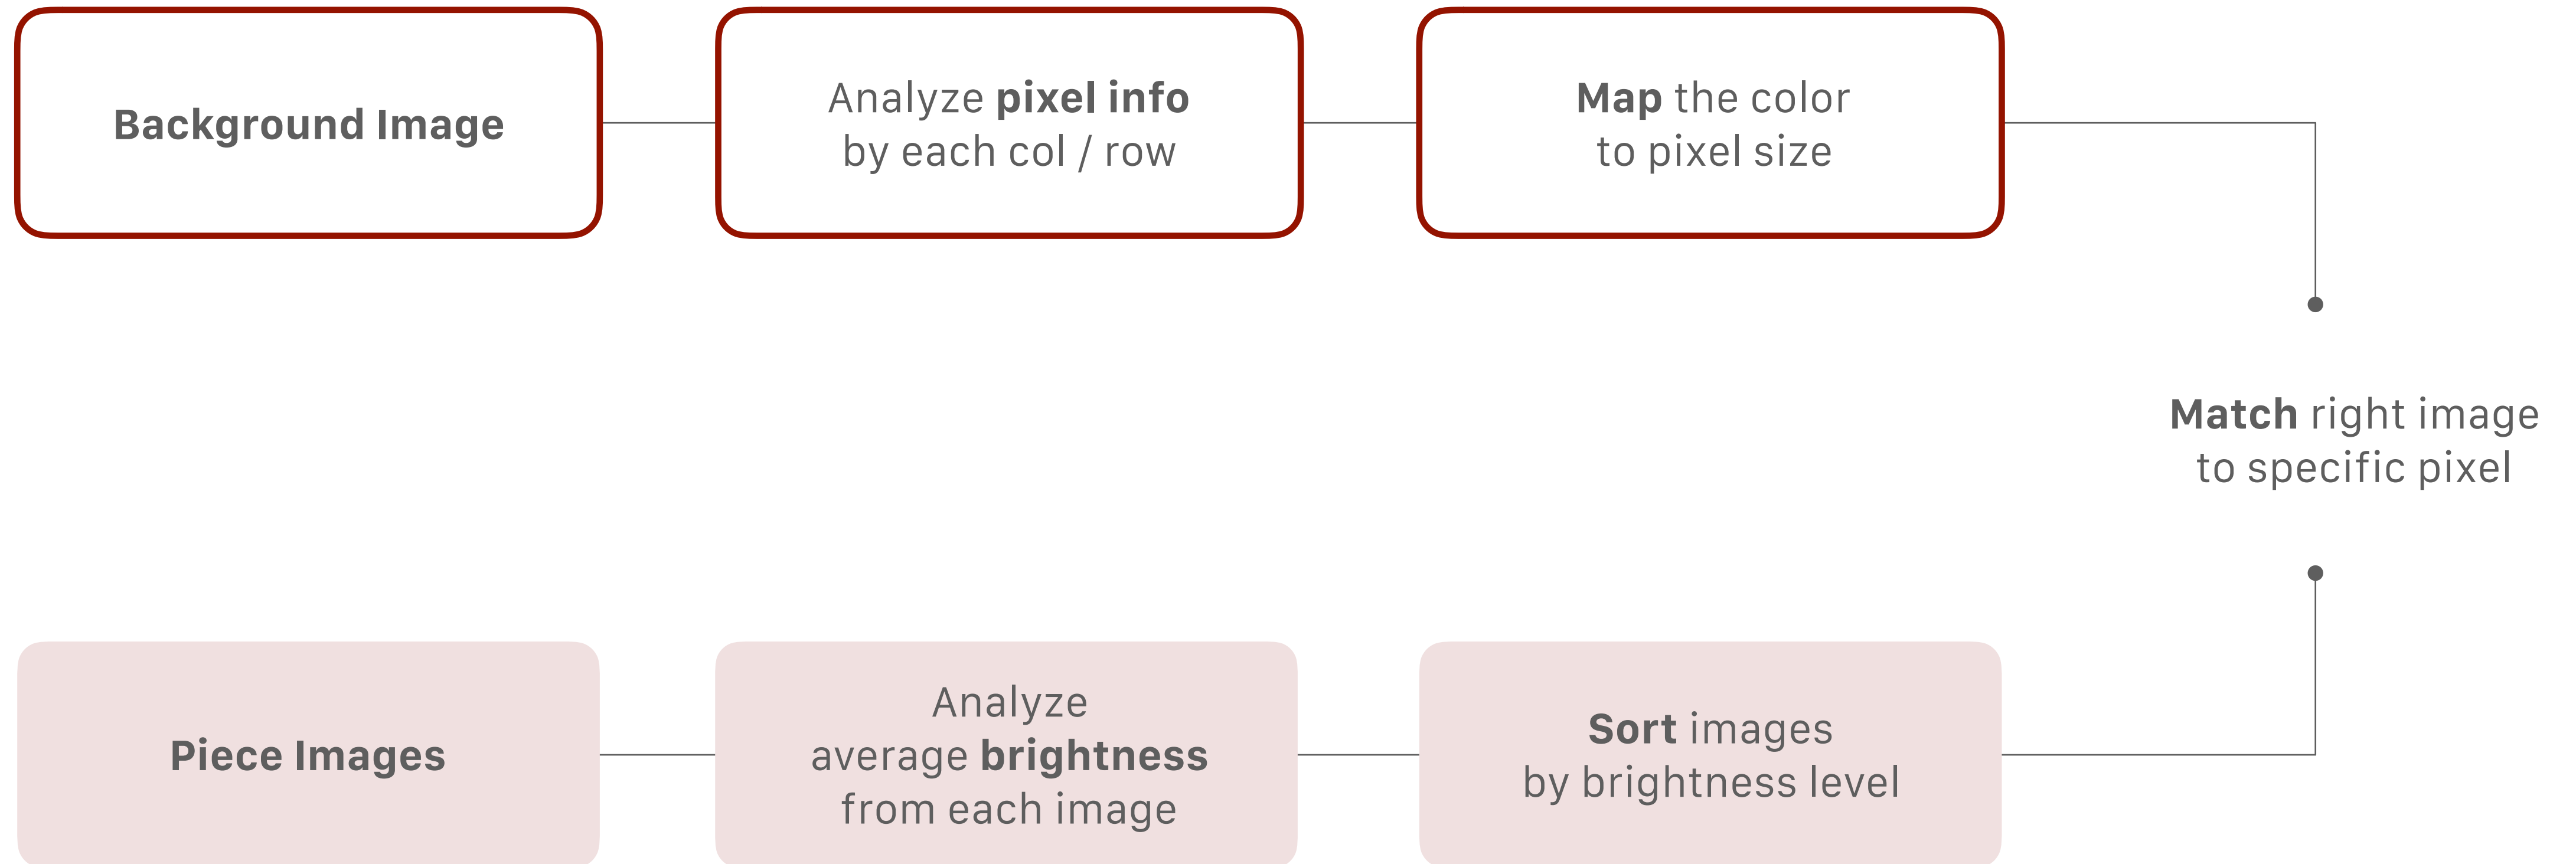 Background Image
Analyze pixel info
by each col / row
Map the color
to pixel size
Match right image
to specific pixel
Piece Images
Analyze
average brightness
from each image
Sort images
by brightness level